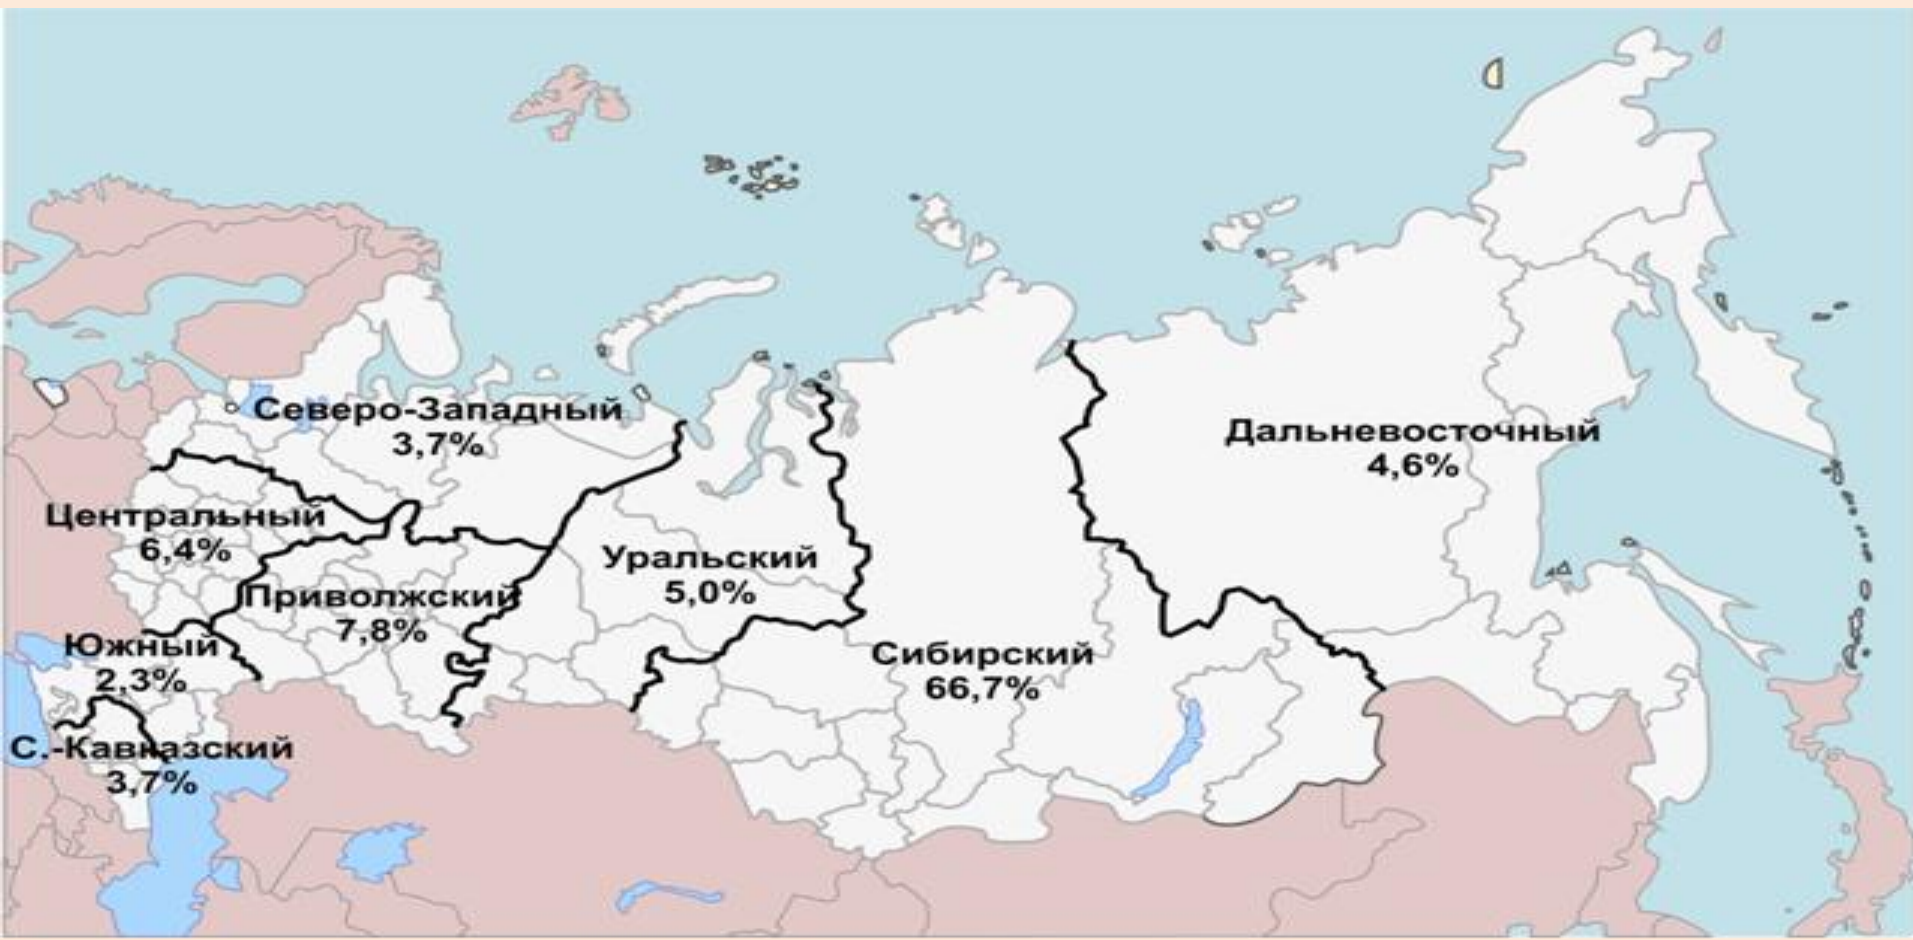 Северо-Западный
3,7%
Дальневосточный
4,6%
Центральный
6,4%
Уральский
5,0%
Приволжский
7,8%
Южный
2,3%
Сибирский
66,7%
С.-Кавказский
3,7%